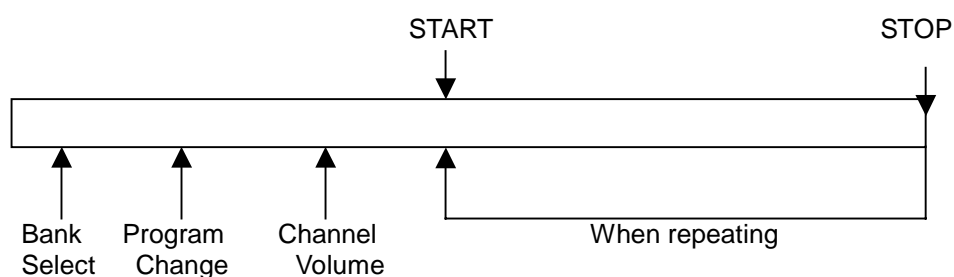 START STOP
Bank Program Channel When repeating
Select Change Volume